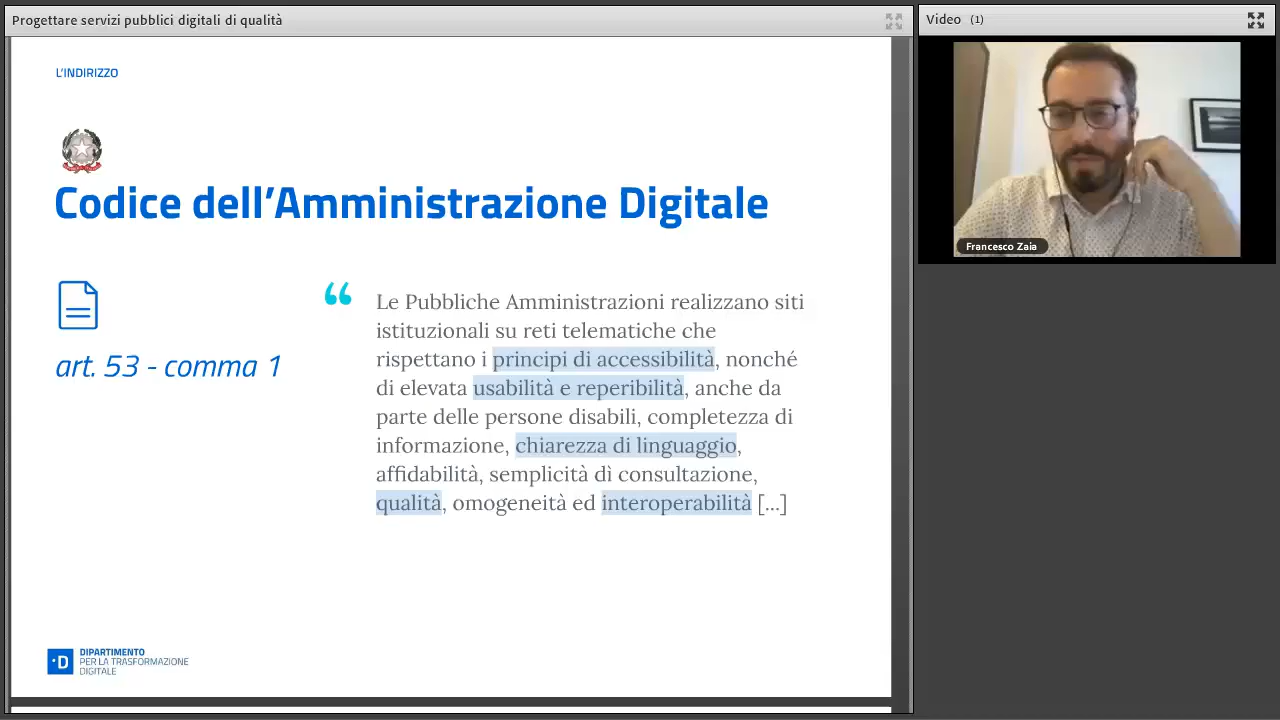 Progettare servizi pubblici digitali di qualità
Video (1)
L'INDIRIZZO
Codice dell'Amministrazione Digitale
art. 53 - comma 1
“
Le Pubbliche Amministrazioni realizzano siti
istituzionali su reti telematiche che
rispettano i principi di accessibilità, nonché
di elevata usabilità e reperibilità, anche da
parte delle persone disabili, completezza di
informazione, chiarezza di linguaggio,
affidabilità, semplicità dì consultazione,
qualità, omogeneità ed interoperabilità [...]
Francesco Zaia
·D
DIPARTIMENTO
PER LA TRASFORMAZIONE
DIGITALE